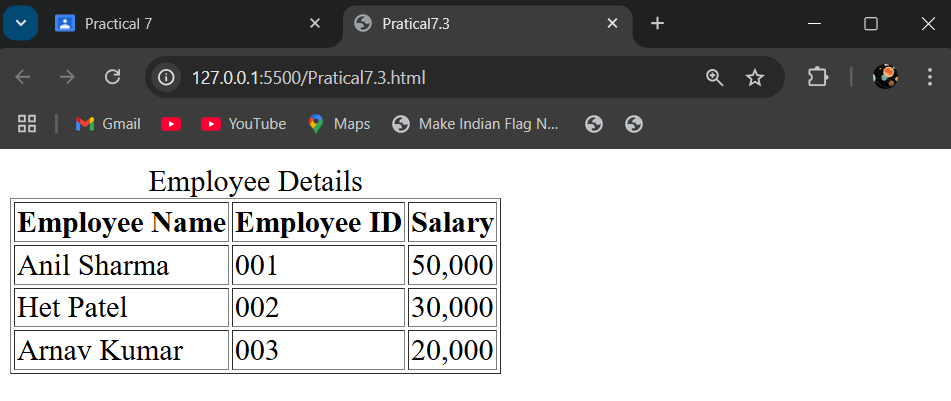 Practical 7
Pratical7.3
127.0.0.1:5500/Pratical7.3.html
Gmail YouTube Maps Make Indian Flag N...
Employee Details
Employee Name Employee ID Salary
Anil Sharma 001 50,000
Het Patel 002 30,000
Arnav Kumar 003 20,000